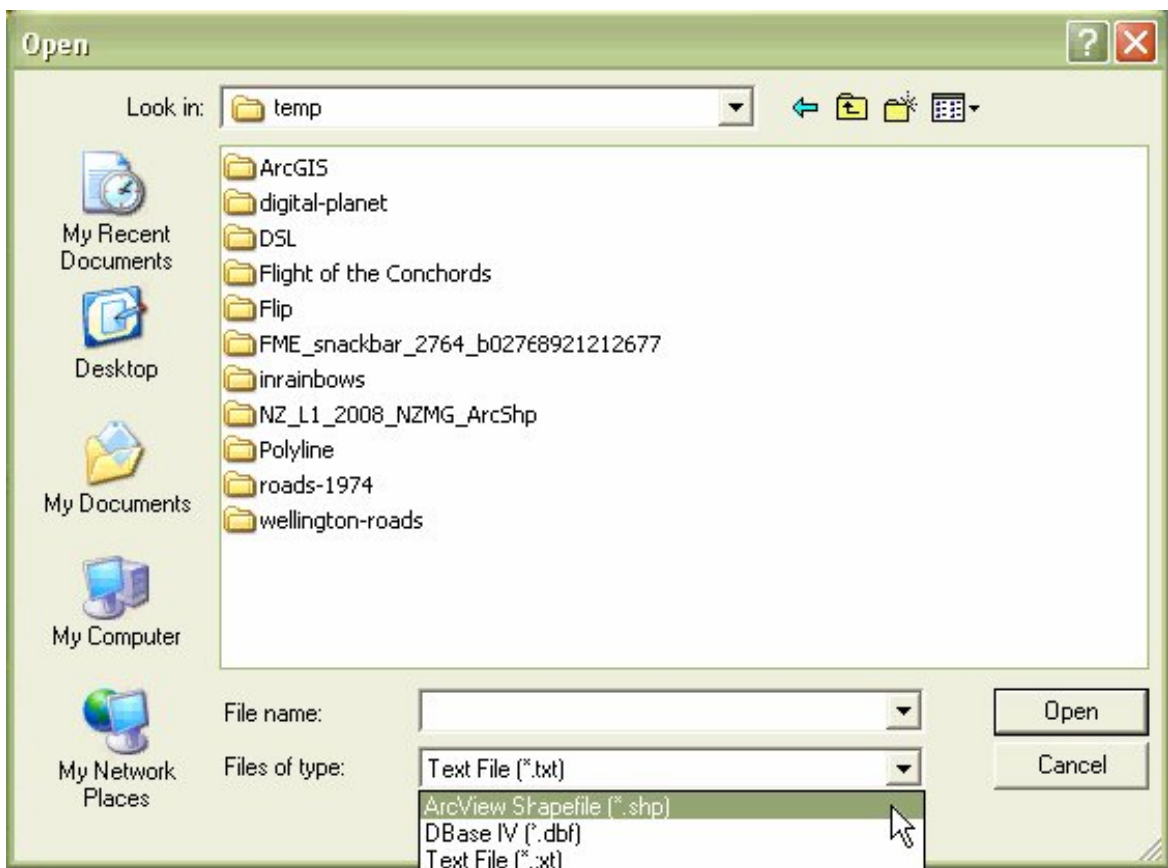 Open
Look in:
temp
ArcGIS
digital-planet
DSL
Flight of the Conchords
Flip
FME_snackbar_2764_b02768921212677
inrainbows
NZ_L1_2008_NZMG_ArcShp
Polyline
roads-1974
wellington-roads
My Recent
Documents
Desktop
My Documents
My Computer
My Network
Places
File name:
Open
Files of type:
Text File (*.txt)
Cancel
ArcView Shapefile (*.shp)
DBase IV (*.dbf)
Text File (*.txt)